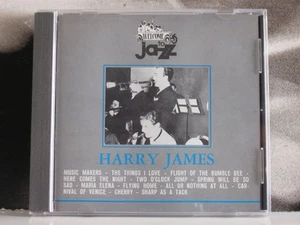 WELCOME
TO
jazz
HARRY JAMES
MUSIC MAKERS - THE THINGS I LOVE - FLIGHT OF THE BUMBLE BEE -
HERE COMES THE NIGHT - TWO O'CLOCK JUMP - SPRING WILL BE SO
SAD - MARIA ELENA - FLYING HOME - ALL OR NOTHING AT ALL - CAR-
NIVAL OF VENICE - CHERRY - SHARP AS A TACK